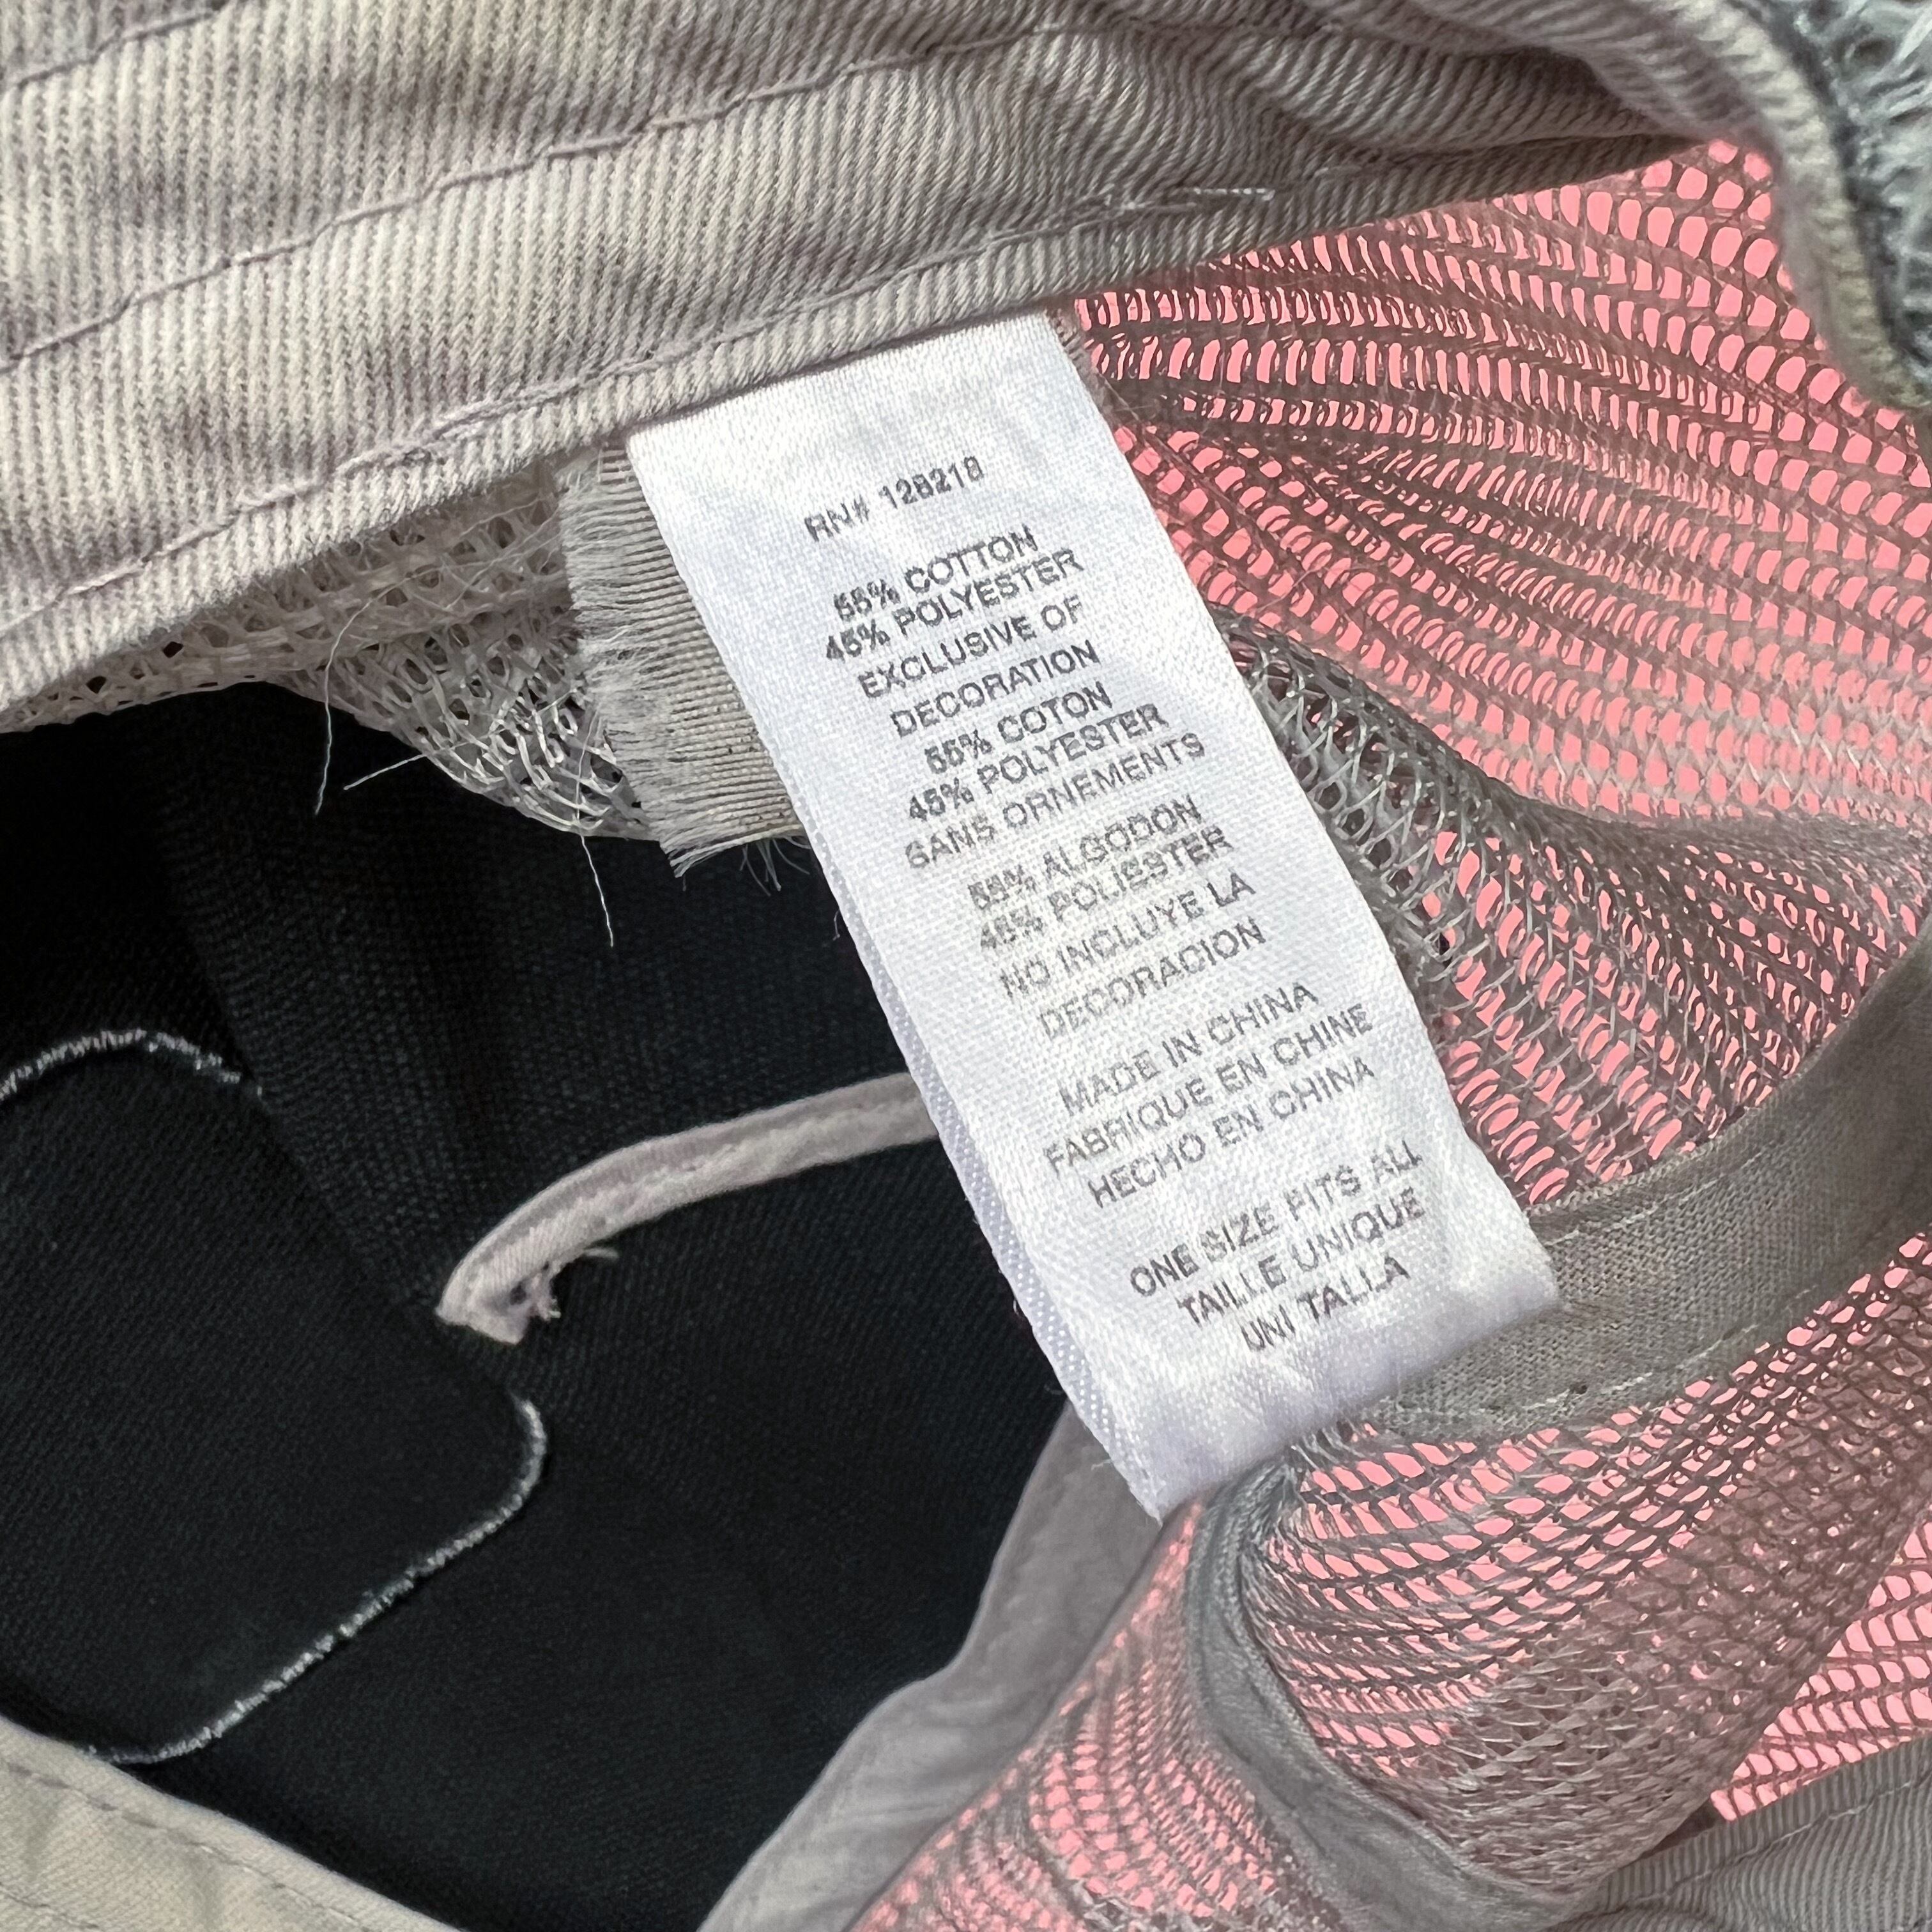 RN# 128218
55% COTTON
45% POLYESTER
EXCLUSIVE OF
DECORATION
55% COTON
45% POLYESTER
SANS ORNEMENTS
55% ALGODON
45% POLIESTER
NO INCLUYE LA
DECORACION
MADE IN CHINA
FABRIQUE EN CHINE
HECHO EN CHINA
ONE SIZE FITS ALL
TAILLE UNIQUE
UNI TALLA